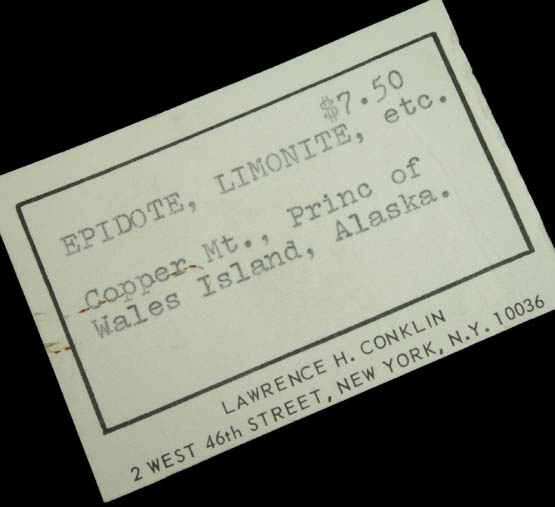 $7.50
EPIDOTE, LIMONITE, etc.
Copper Mt., Princ of
Wales Island, Alaska.
LAWRENCE H. CONKLIN
2 WEST 46th STREET, NEW YORK, N.Y. 10036